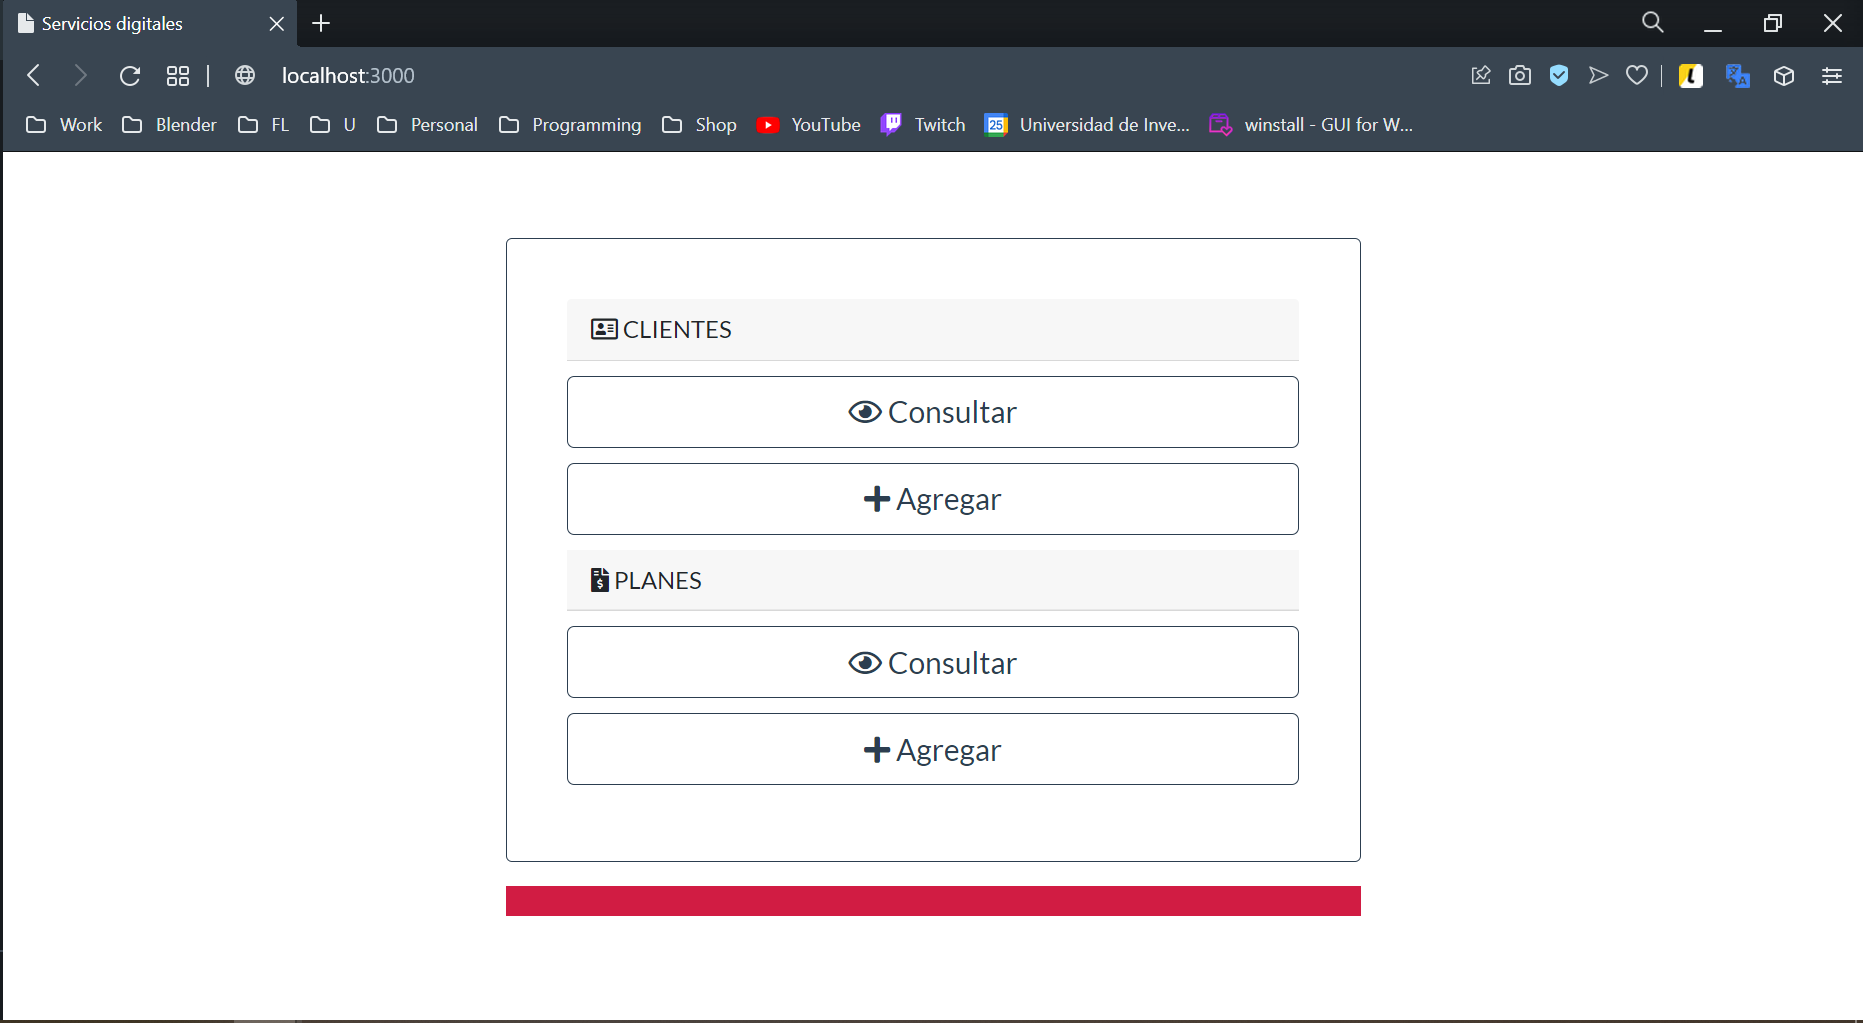 Servicios digitales
localhost:3000
Work Blender FL U Personal Programming Shop YouTube Twitch 25 Universidad de Inve... winstall - GUI for W...
CLIENTES
Consultar
Agregar
PLANES
Consultar
Agregar